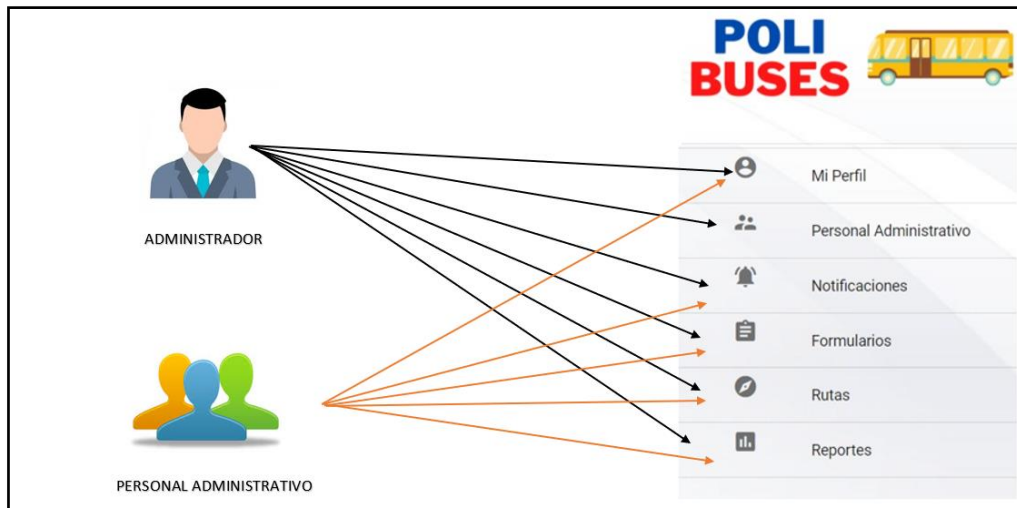 POLI
BUSES
Mi Perfil
ADMINISTRADOR
Personal Administrativo
Notificaciones
Formularios
Rutas
Reportes
PERSONAL ADMINISTRATIVO